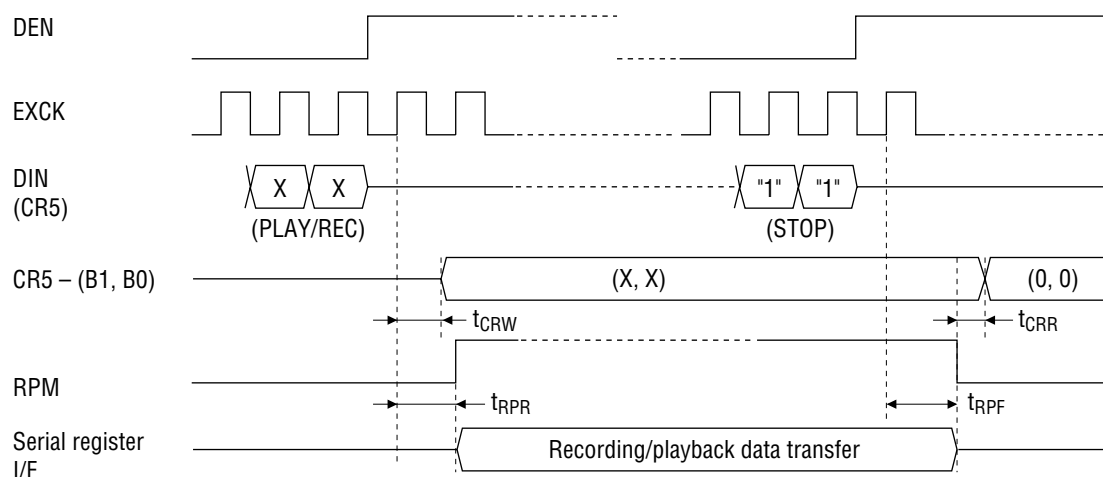 DEN
EXCK
DIN
(CR5)
X X "1" "1"
(PLAY/REC) (STOP)
CR5 – (B1, B0) (X, X) (0, 0)
tCRW tCRR
RPM
tRPR tRPF
Serial register
I/F
Recording/playback data transfer